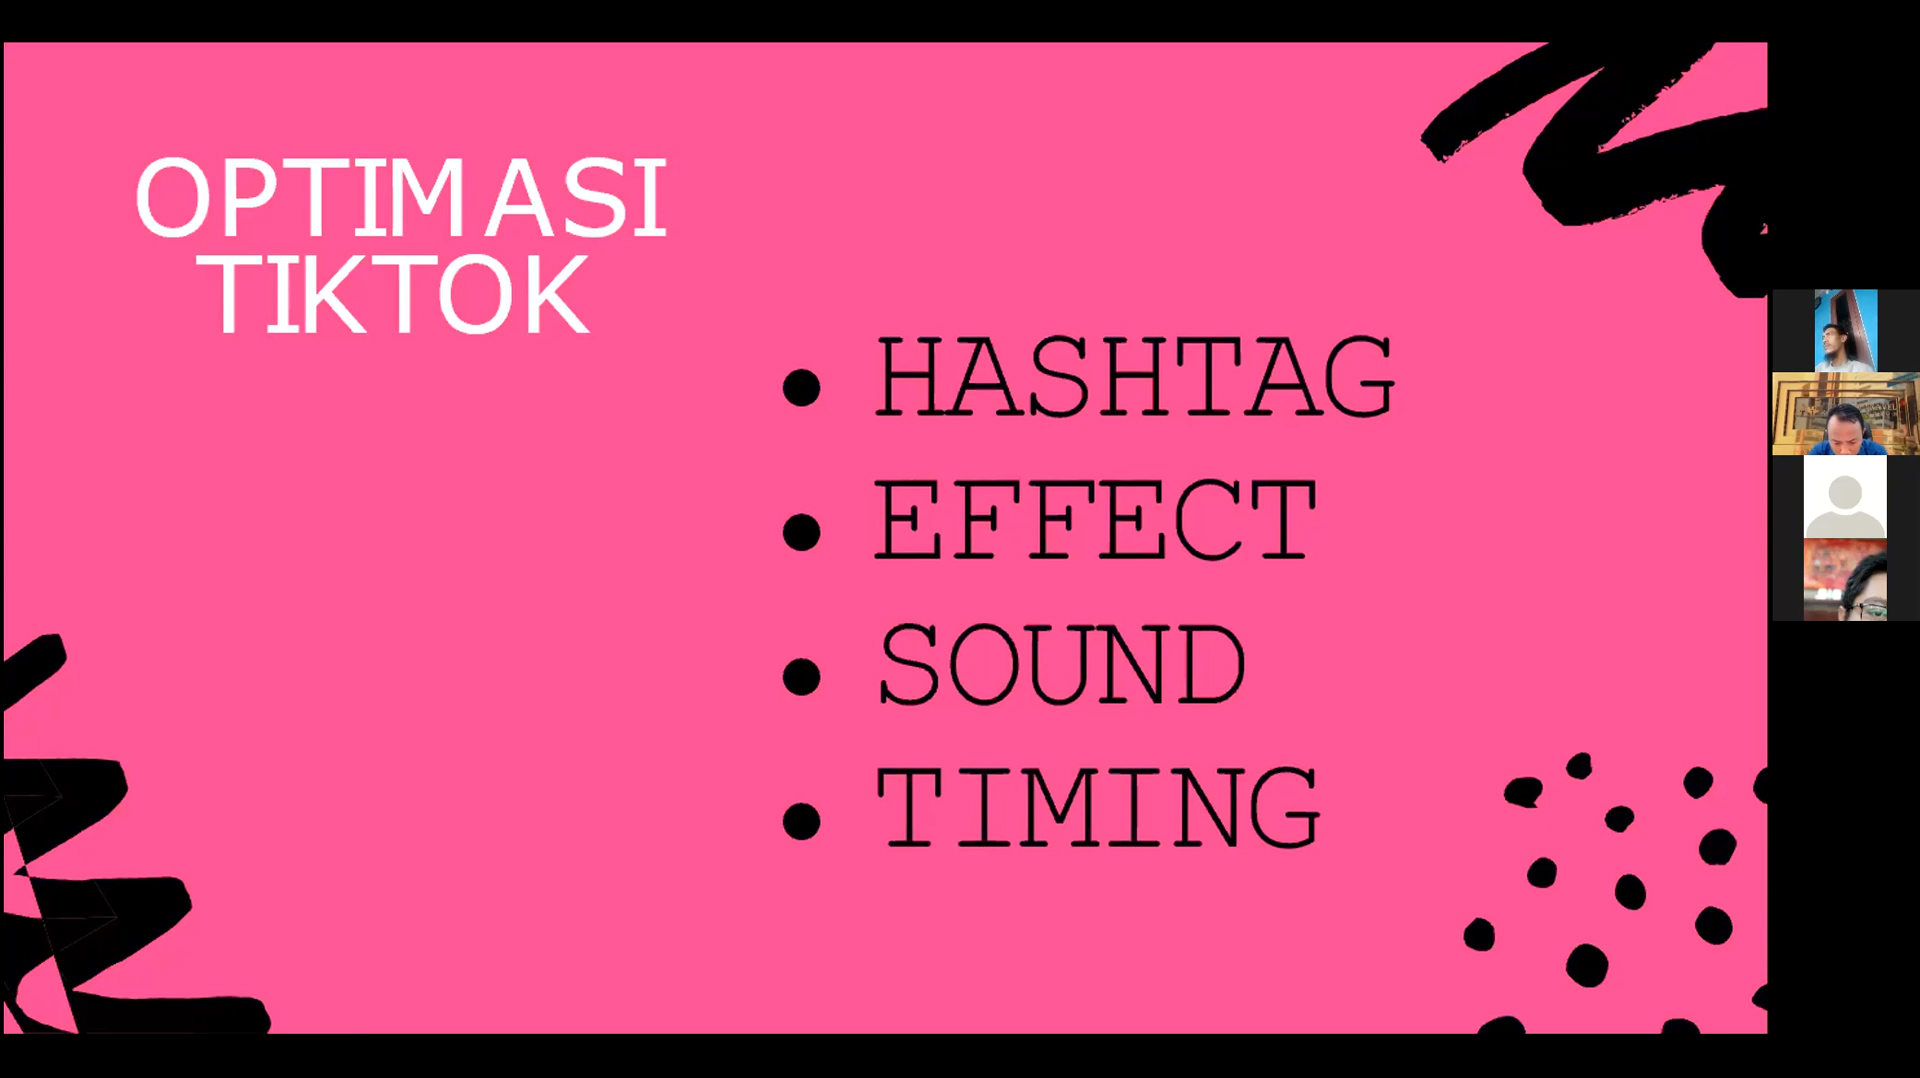 OPTIMASI
TIKTOK
• HASHTAG
• EFFECT
• SOUND
• TIMING